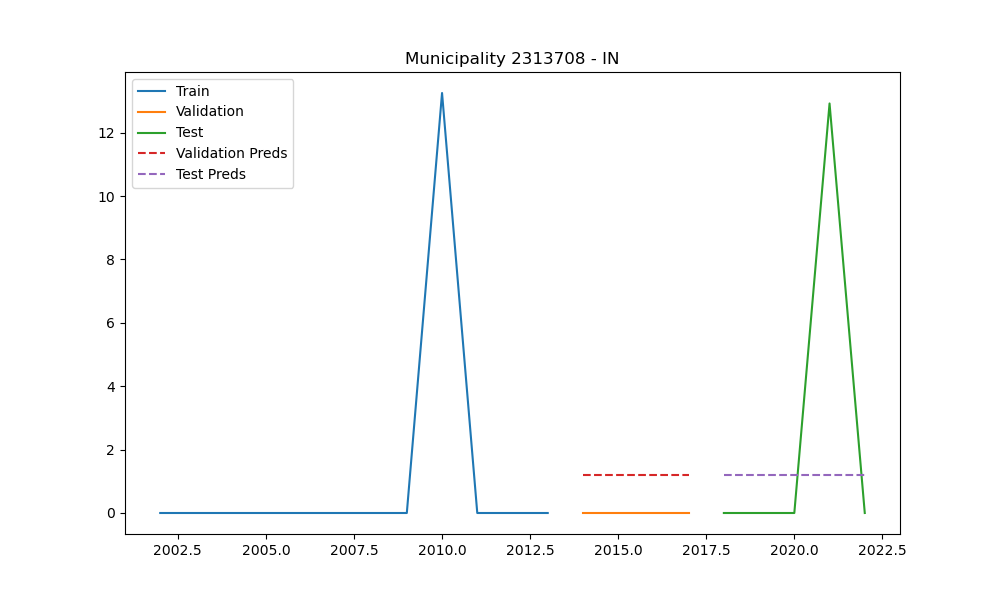 Municipality 2313708 - IN
Train
Validation
Test
Validation Preds
Test Preds
12
10
8
6
4
2
0
2002.5 2005.0 2007.5 2010.0 2012.5 2015.0 2017.5 2020.0 2022.5